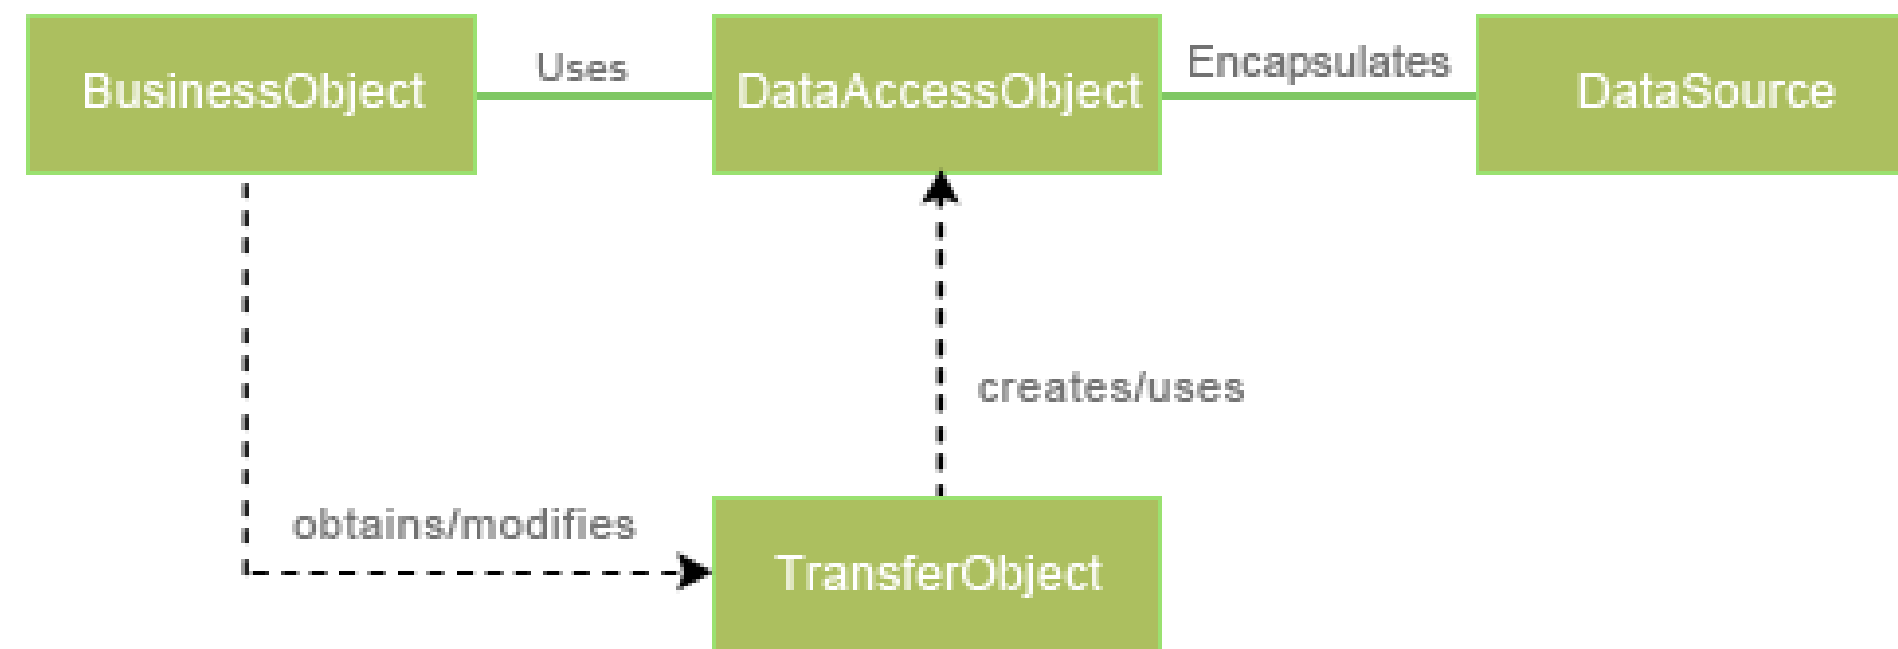 BusinessObject
Uses
DataAccessObject
Encapsulates
DataSource
creates/uses
obtains/modifies
TransferObject